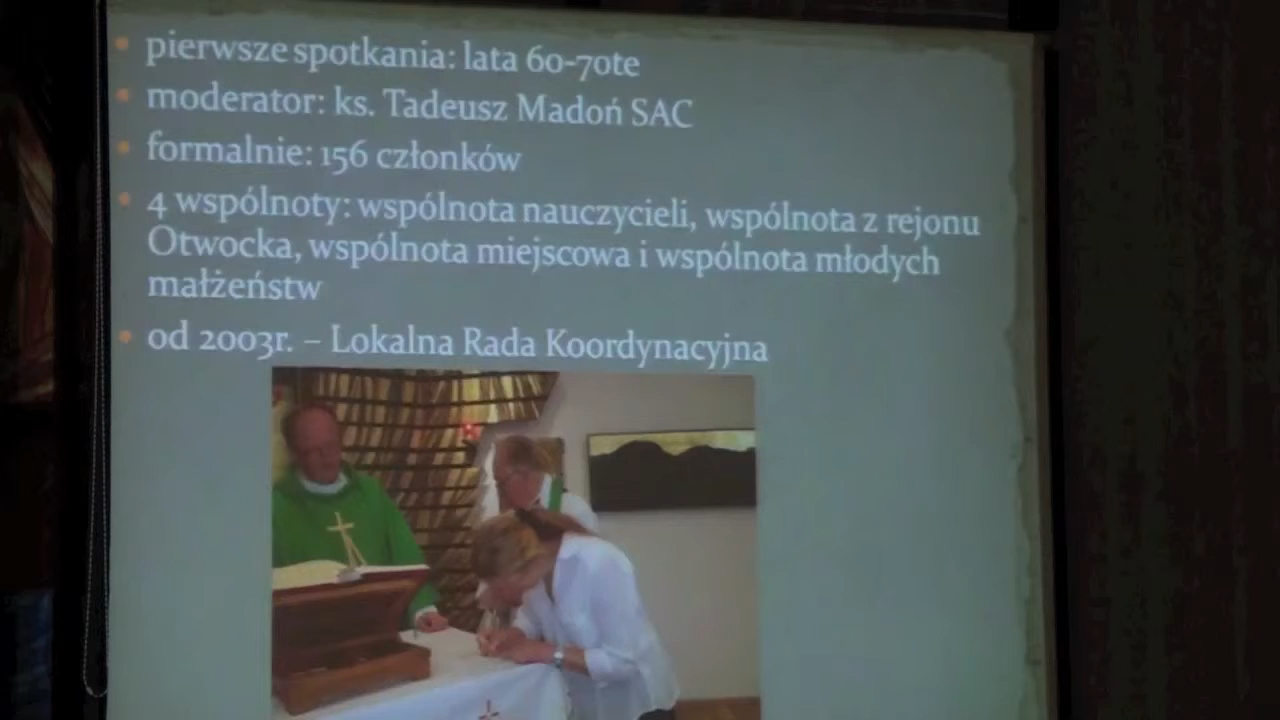 pierwsze spotkania: lata 60-70te
moderator: ks. Tadeusz Madoń SAC
formalnie: 156 członków
4 wspólnoty: wspólnota nauczycieli, wspólnota z rejonu
Otwocka, wspólnota miejscowa i wspólnota młodych
małżeństw
od 2003r. – Lokalna Rada Koordynacyjna